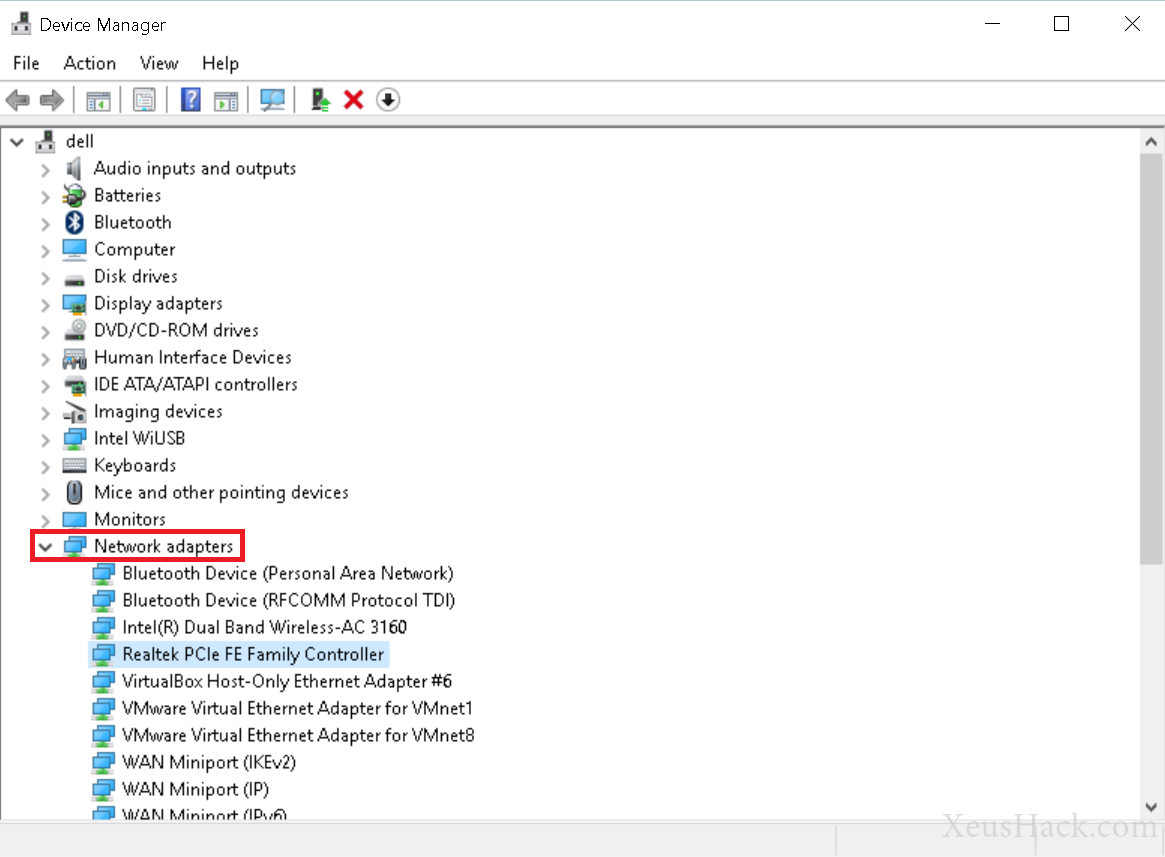 Device Manager
File Action View Help
dell
Audio inputs and outputs
Batteries
Bluetooth
Computer
Disk drives
Display adapters
DVD/CD-ROM drives
Human Interface Devices
IDE ATA/ATAPI controllers
Imaging devices
Intel WiUSB
Keyboards
Mice and other pointing devices
Monitors
Network adapters
Bluetooth Device (Personal Area Network)
Bluetooth Device (RFCOMM Protocol TDI)
Intel(R) Dual Band Wireless-AC 3160
Realtek PCIe FE Family Controller
VirtualBox Host-Only Ethernet Adapter #6
VMware Virtual Ethernet Adapter for VMnet1
VMware Virtual Ethernet Adapter for VMnet8
WAN Miniport (IKEv2)
WAN Miniport (IP)
WAN Miniport (IPv6)
XeusHack.com